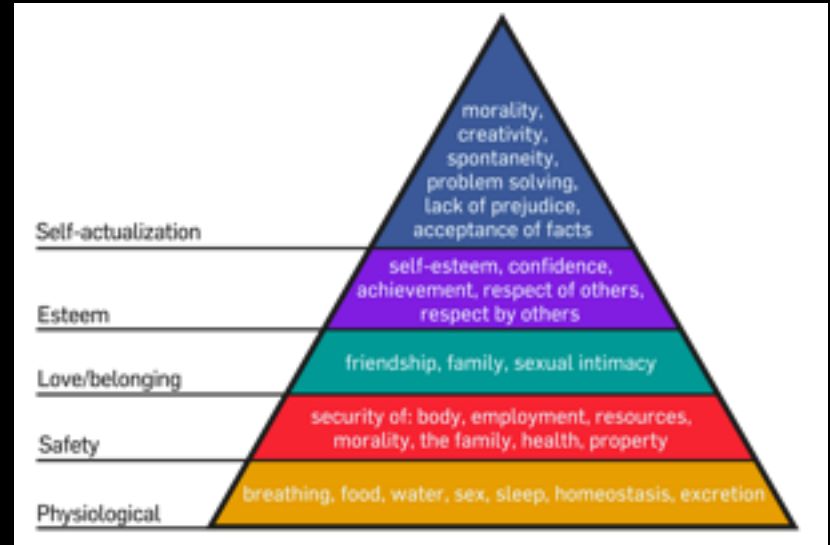 morality,
creativity,
spontaneity,
problem solving,
lack of prejudice,
acceptance of facts
Self-actualization
self-esteem, confidence,
achievement, respect of others,
respect by others
Esteem
friendship, family, sexual intimacy
Love/belonging
security of: body, employment, resources,
morality, the family, health, property
Safety
breathing, food, water, sex, sleep, homeostasis, excretion
Physiological